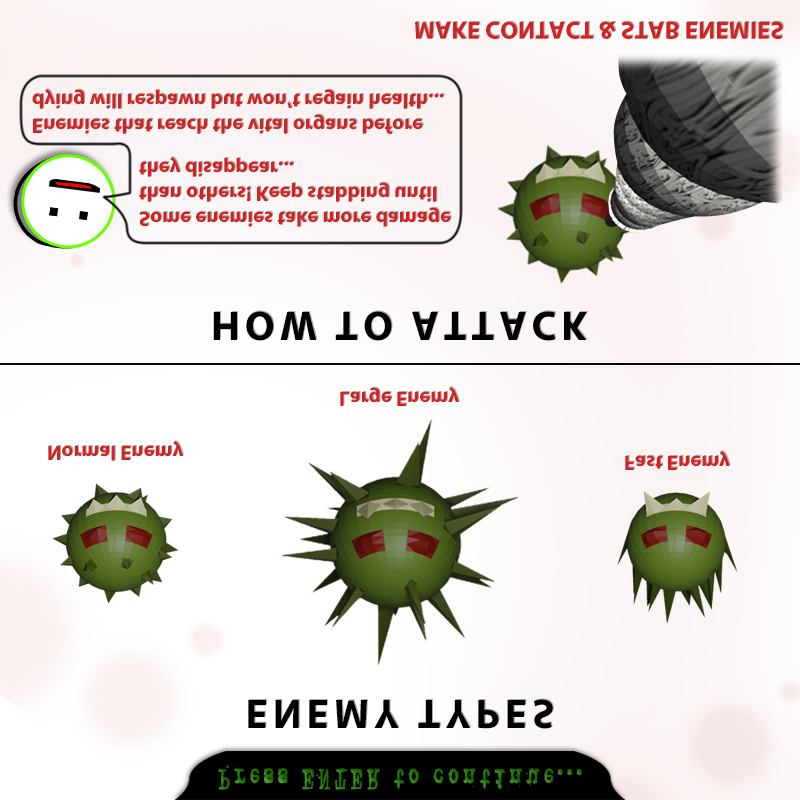 Press ENTER to continue...
ENEMY TYPES
Normal Enemy
Large Enemy
Fast Enemy
HOW TO ATTACK
Some enemies take more damage
than others! Keep stabbing until
they disappear...
Enemies that reach the vital organs before
dying will respawn but won't regain health...
MAKE CONTACT & STAB ENEMIES